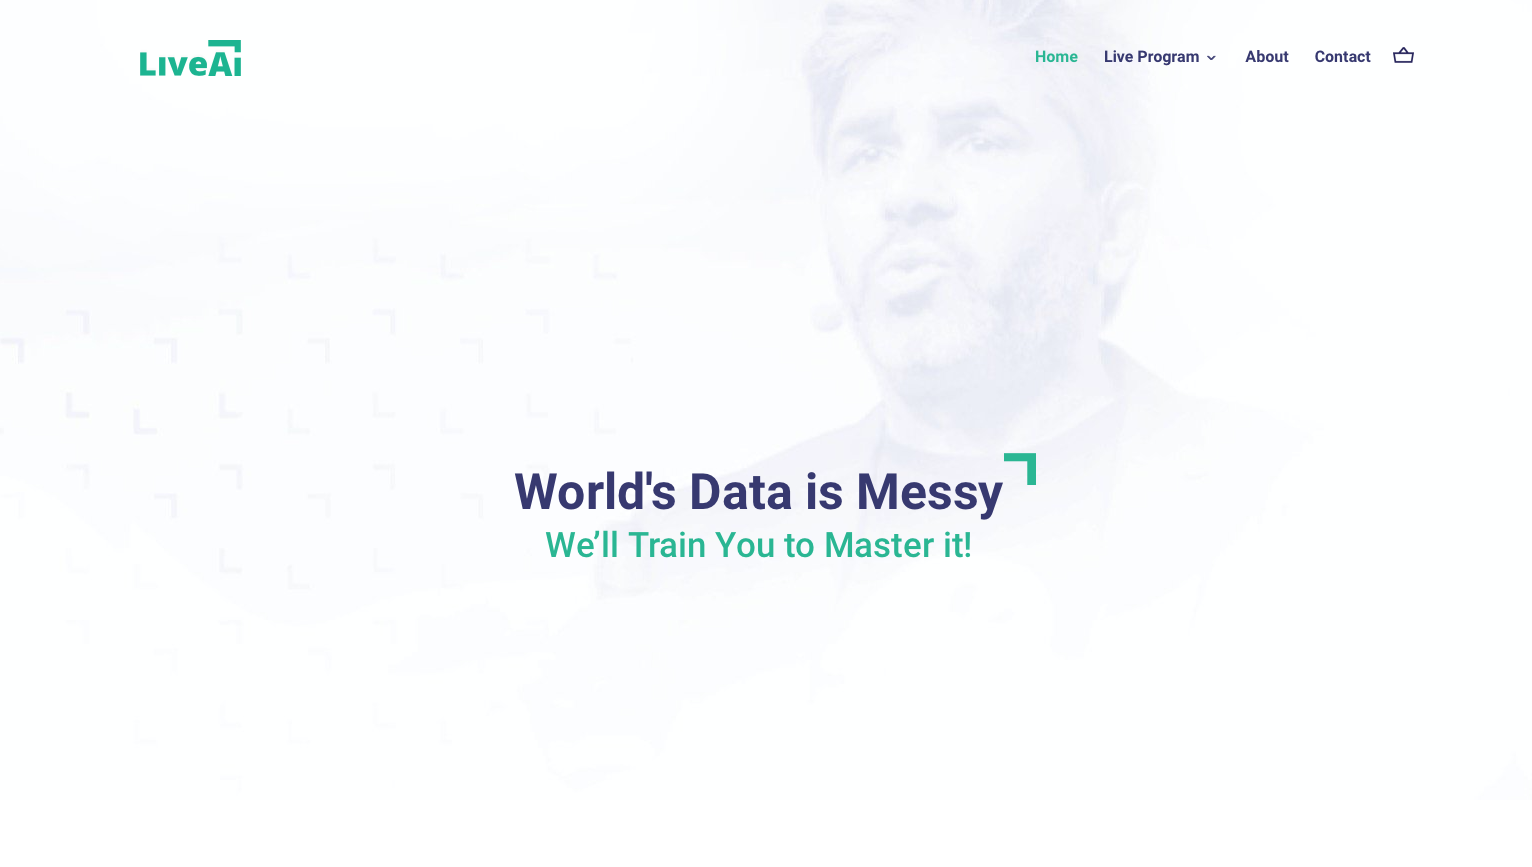 LiveAi
Home Live Program About Contact
World's Data is Messy
We’ll Train You to Master it!